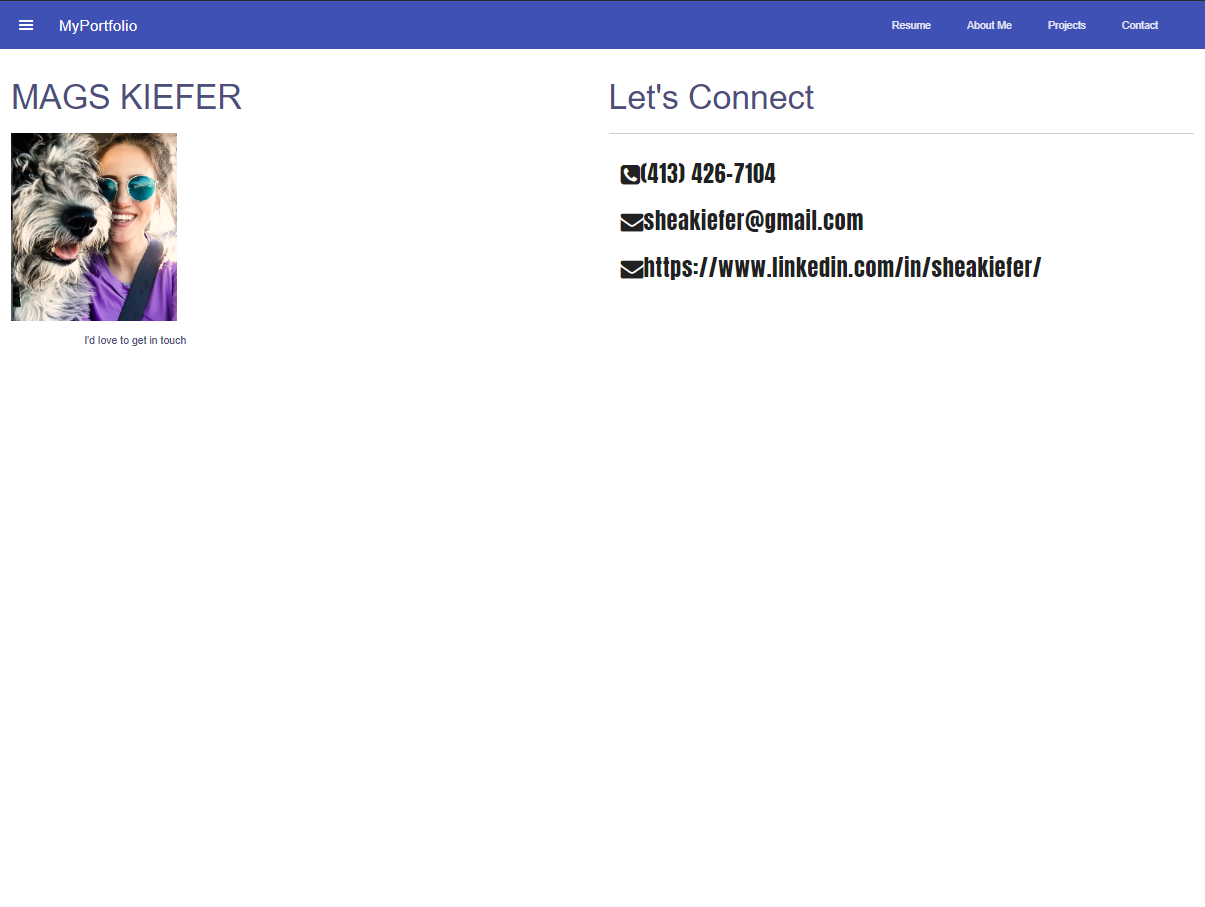 MyPortfolio
Resume About Me Projects Contact
MAGS KIEFER
I'd love to get in touch
Let's Connect
(413) 426-7104
sheakiefer@gmail.com
https://www.linkedin.com/in/sheakiefer/